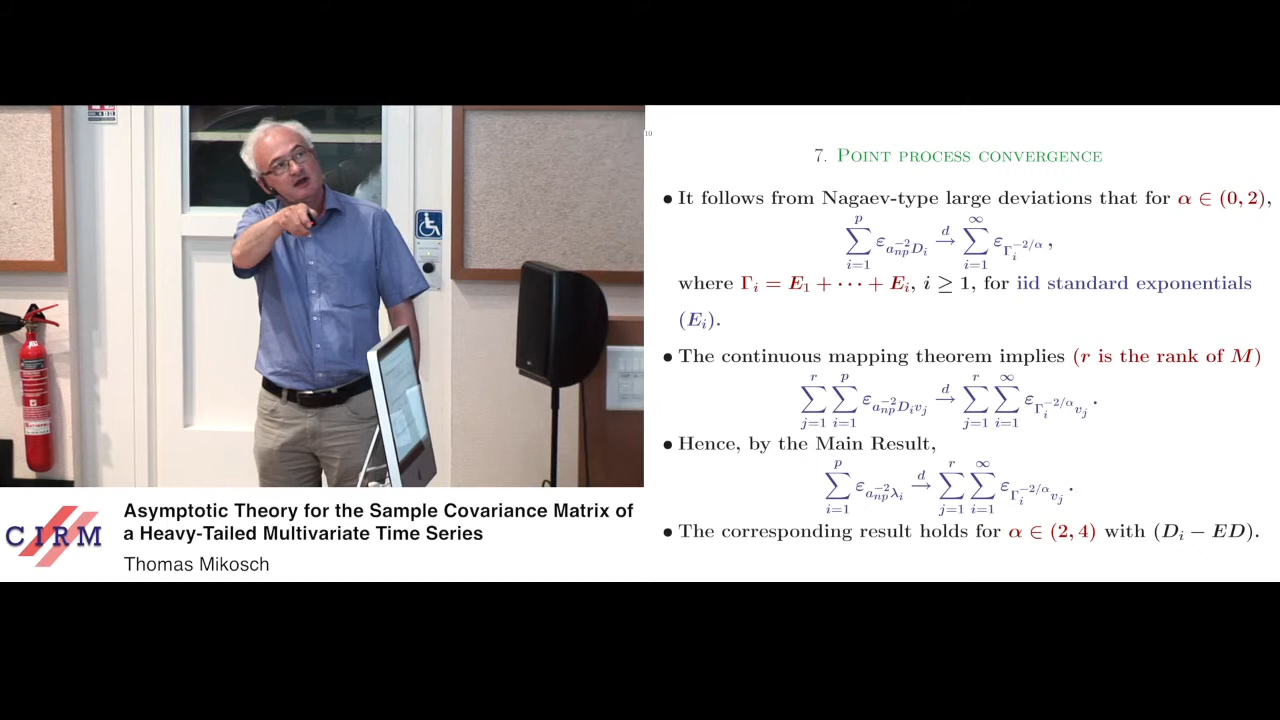 10
7. Point process convergence
• It follows from Nagaev-type large deviations that for α ∈ (0, 2),
∑_{i=1}^{p} ε_{a_{np}^{-2} D_i} →^d ∑_{i=1}^{∞} ε_{Γ_i^{-2/α}} ,
where Γ_i = E_1 + · · · + E_i, i ≥ 1, for iid standard exponentials
(E_i).
• The continuous mapping theorem implies (r is the rank of M)
∑_{j=1}^{r} ∑_{i=1}^{p} ε_{a_{np}^{-2} D_i v_j} →^d ∑_{j=1}^{r} ∑_{i=1}^{∞} ε_{Γ_i^{-2/α} v_j} .
• Hence, by the Main Result,
∑_{i=1}^{p} ε_{a_{np}^{-2} λ_i} →^d ∑_{j=1}^{r} ∑_{i=1}^{∞} ε_{Γ_i^{-2/α} v_j} .
• The corresponding result holds for α ∈ (2, 4) with (D_i − ED).
CIRM
Asymptotic Theory for the Sample Covariance Matrix of
a Heavy-Tailed Multivariate Time Series
Thomas Mikosch